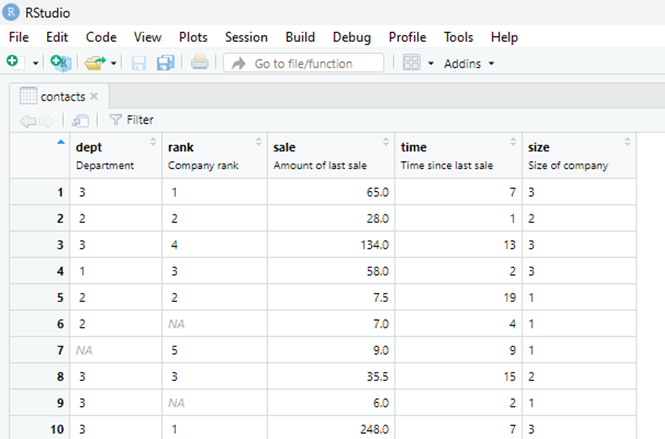 RStudio
File Edit Code View Plots Session Build Debug Profile Tools Help
Go to file/function Addins
contacts
Filter
dept rank sale time size
Department Company rank Amount of last sale Time since last sale Size of company
1 3 1 65.0 7 3
2 2 2 28.0 1 2
3 3 4 134.0 13 3
4 1 3 58.0 2 3
5 2 2 7.5 19 1
6 2 NA 7.0 4 1
7 NA 5 9.0 9 1
8 3 3 35.5 15 2
9 3 NA 6.0 2 1
10 3 1 248.0 7 3